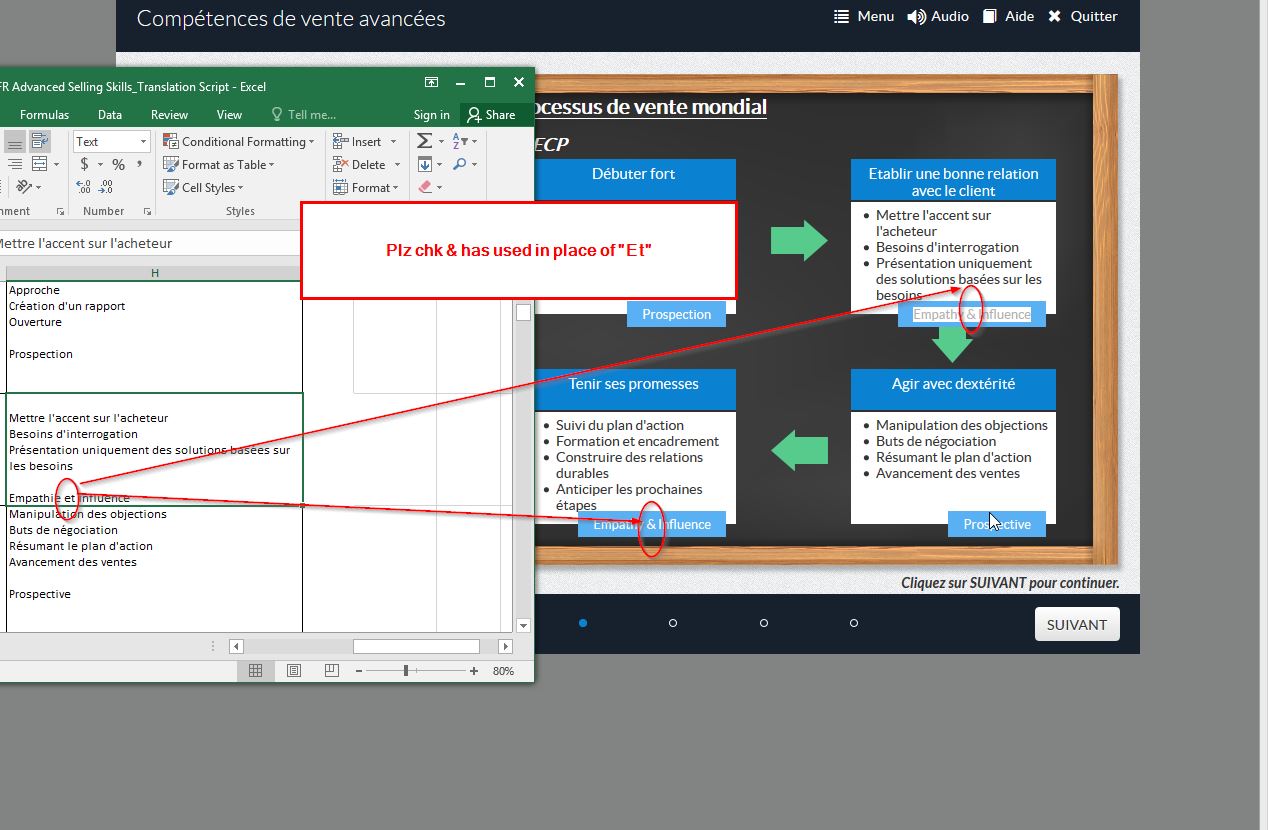 Compétences de vente avancées
Menu Audio Aide Quitter
FR Advanced Selling Skills_Translation Script - Excel
Formulas Data Review View Tell me... Sign in Share
Text
$ % ,
Conditional Formatting
Format as Table
Cell Styles
Insert
Delete
Format
Number
Styles
Mettre l'accent sur l'acheteur
H
Approche
Création d'un rapport
Ouverture
Prospection
Mettre l'accent sur l'acheteur
Besoins d'interrogation
Présentation uniquement des solutions basées sur
les besoins
Empathie et influence
Manipulation des objections
Buts de négociation
Résumant le plan d'action
Avancement des ventes
Prospective
80%
Plz chk & has used in place of "Et"
ocessus de vente mondial
ECP
Débuter fort
Prospection
Etablir une bonne relation
avec le client
Mettre l'accent sur
l'acheteur
Besoins d'interrogation
Présentation uniquement
des solutions basées sur les
besoins
Empathy & Influence
Tenir ses promesses
Suivi du plan d'action
Formation et encadrement
Construire des relations
durables
Anticiper les prochaines
étapes
Empathy & Influence
Agir avec dextérité
Manipulation des objections
Buts de négociation
Résumant le plan d'action
Avancement des ventes
Prospective
Cliquez sur SUIVANT pour continuer.
SUIVANT